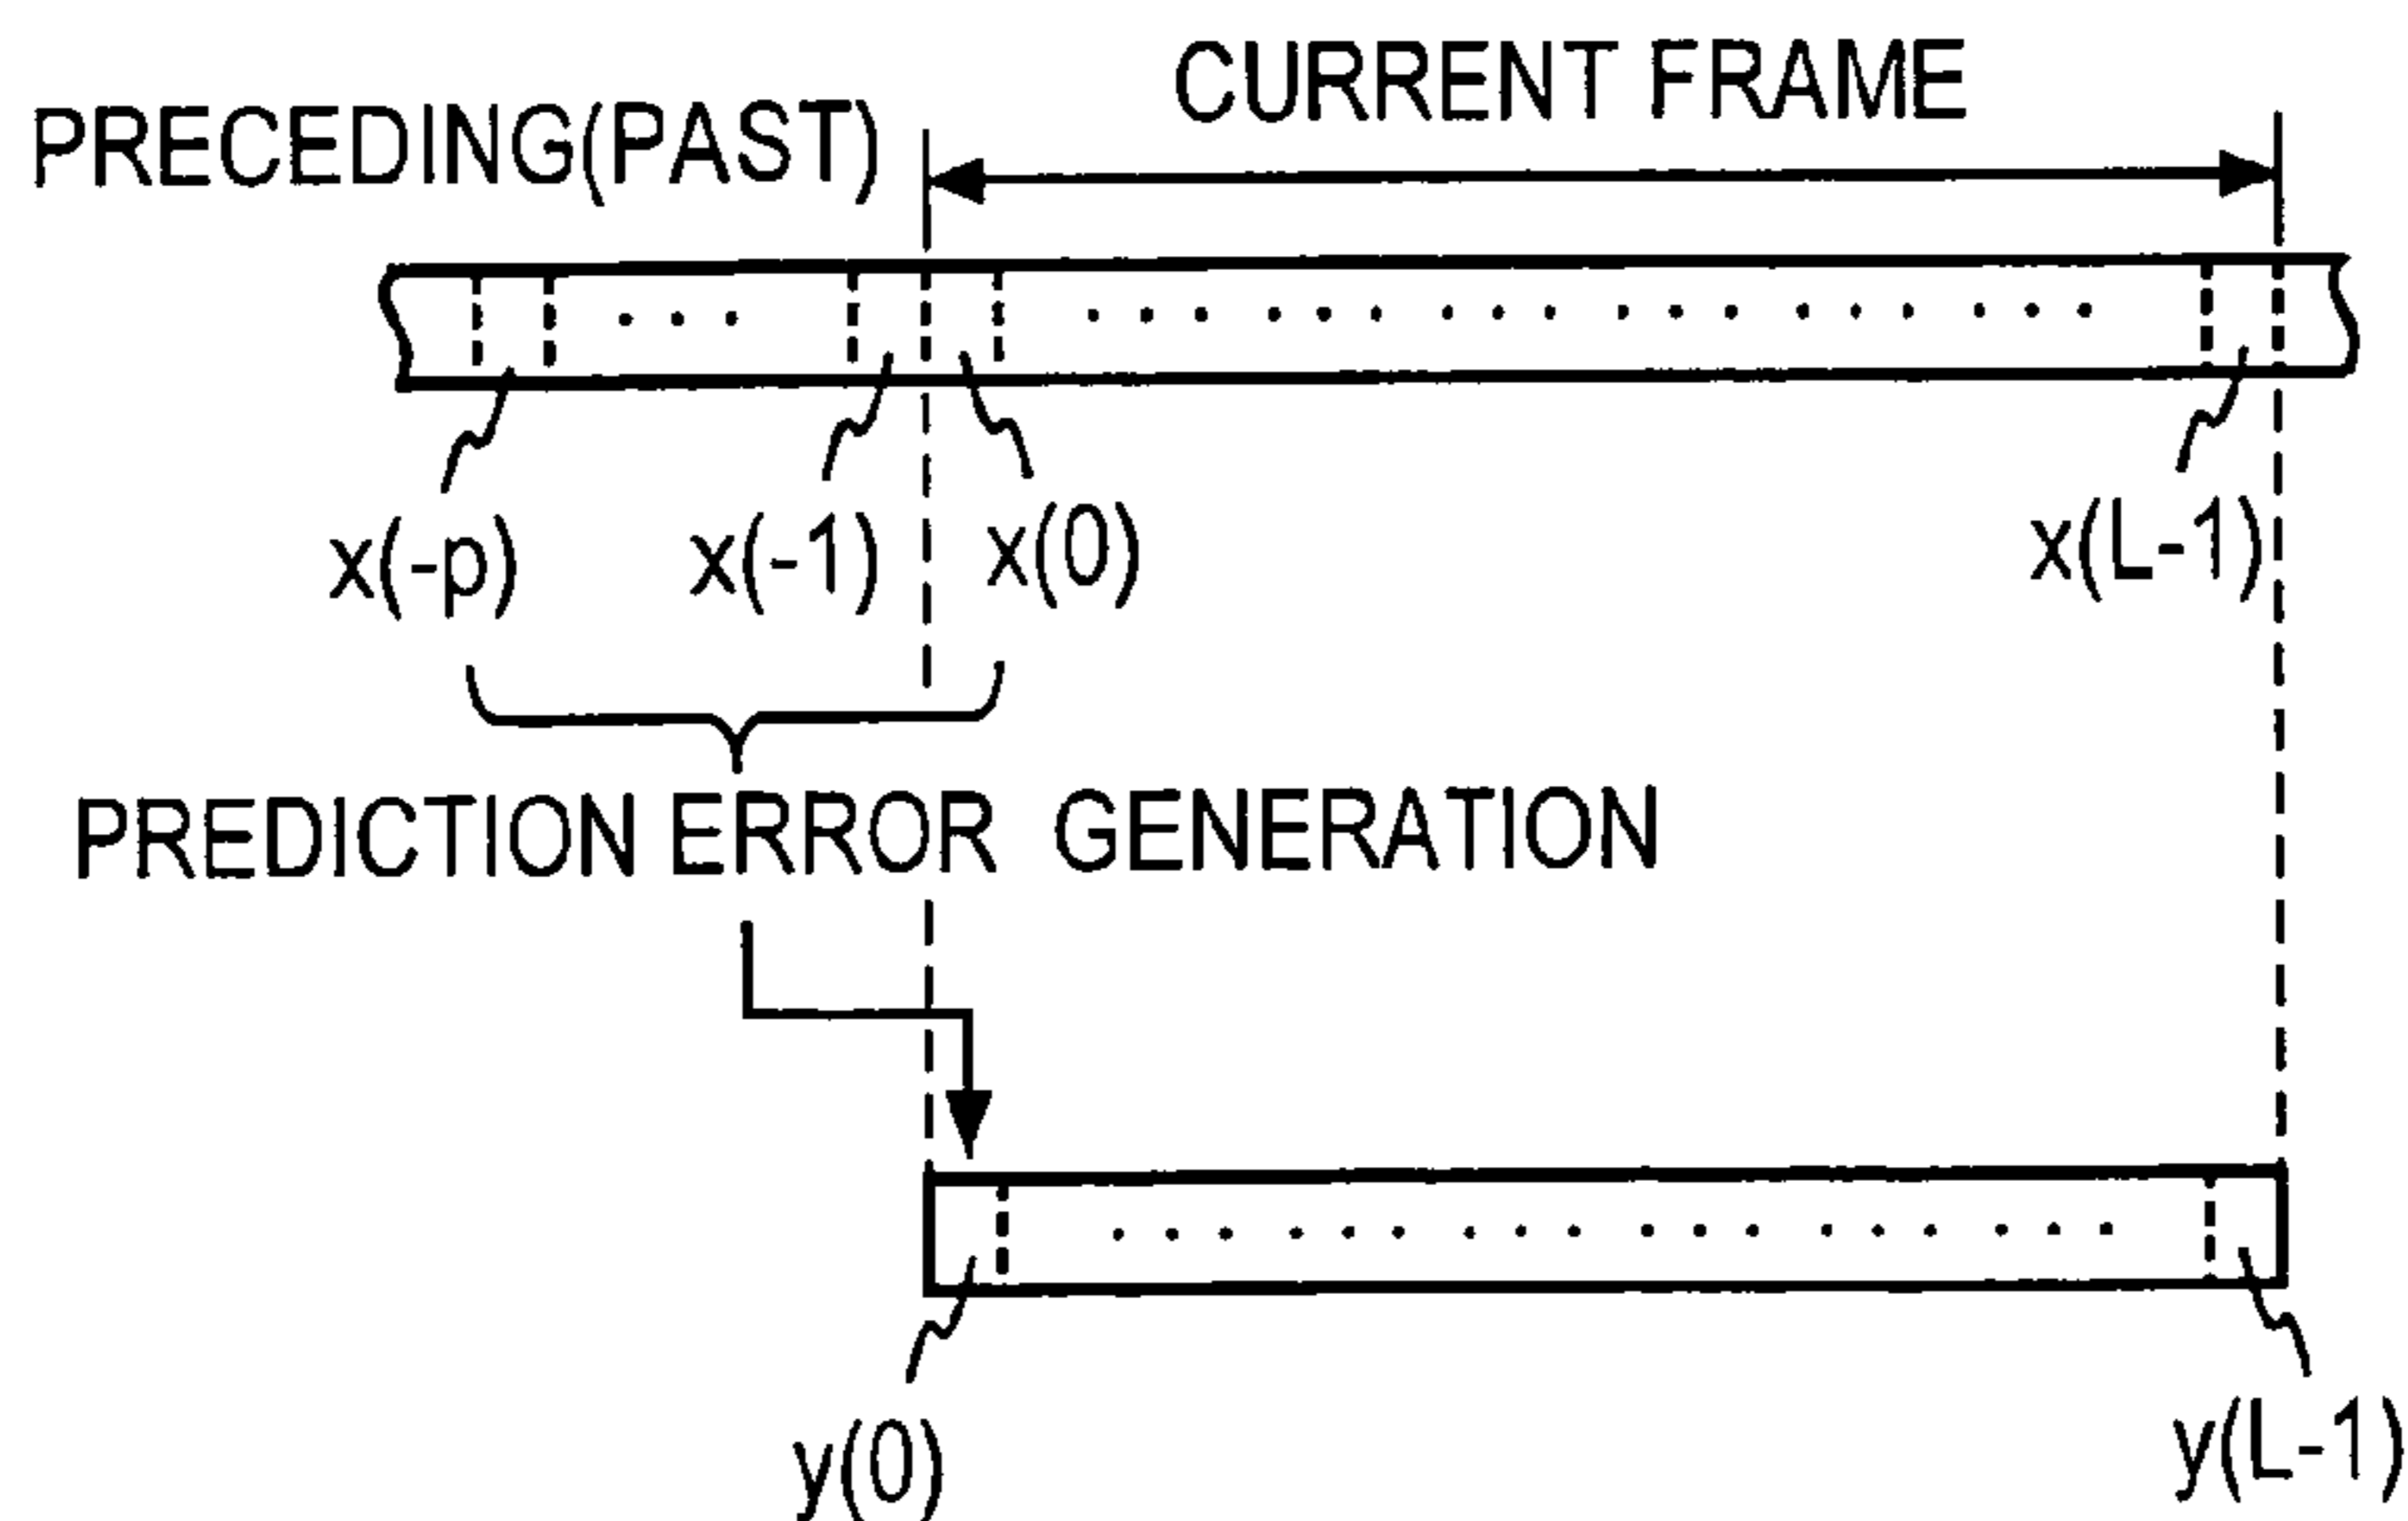 CURRENT FRAME
PRECEDING(PAST)
x(-p)
x(-1)
x(0)
x(L-1)
PREDICTION ERROR GENERATION
y(0)
y(L-1)